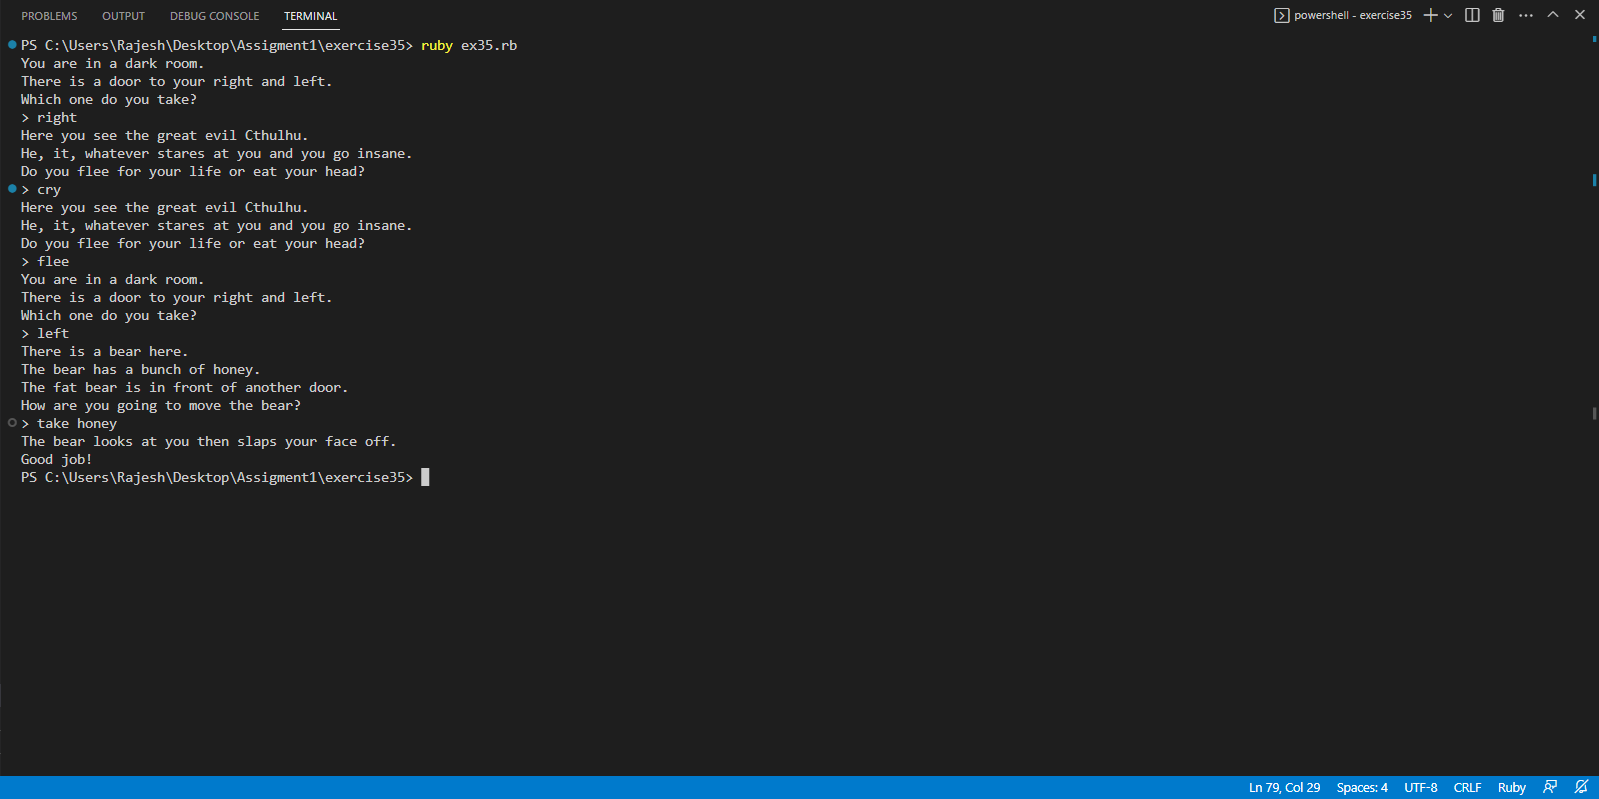 PROBLEMS OUTPUT DEBUG CONSOLE TERMINAL powershell - exercise35
PS C:\Users\Rajesh\Desktop\Assigment1\exercise35> ruby ex35.rb
You are in a dark room.
There is a door to your right and left.
Which one do you take?
> right
Here you see the great evil Cthulhu.
He, it, whatever stares at you and you go insane.
Do you flee for your life or eat your head?
> cry
Here you see the great evil Cthulhu.
He, it, whatever stares at you and you go insane.
Do you flee for your life or eat your head?
> flee
You are in a dark room.
There is a door to your right and left.
Which one do you take?
> left
There is a bear here.
The bear has a bunch of honey.
The fat bear is in front of another door.
How are you going to move the bear?
> take honey
The bear looks at you then slaps your face off.
Good job!
PS C:\Users\Rajesh\Desktop\Assigment1\exercise35>
Ln 79, Col 29 Spaces: 4 UTF-8 CRLF Ruby